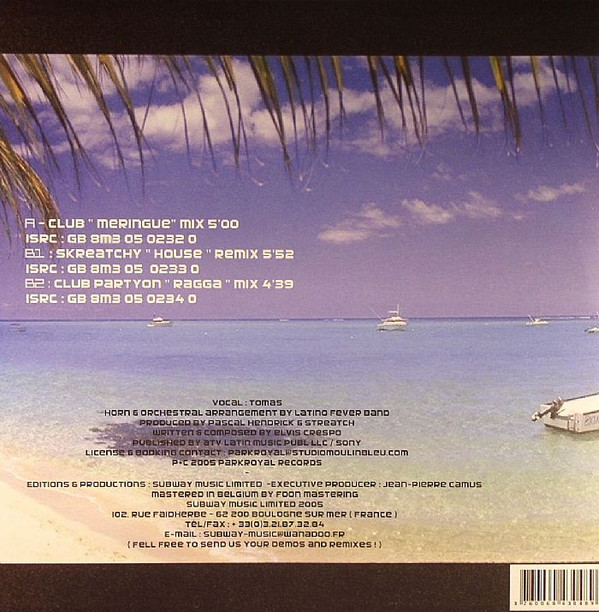 A - CLUB " MERINGUE" MIX 5'00
ISRC : GB 8M3 05 0232 0
B1 : SKREATCHY " HOUSE " REMIX 5'52
ISRC : GB 8M3 05 0233 0
B2 : CLUB PARTYON " RAGGA " MIX 4'39
ISRC : GB 8M3 05 0234 0
VOCAL : TOMAS
HORN & ORCHESTRAL ARRANGEMENT BY LATINO FEVER BAND
PRODUCED BY PASCAL HENDRICK & STREATCH
WRITTEN & COMPOSED BY ELVIS CRESPO
PUBLISHED BY ATV LATIN MUSIC PUBL LLC / SONY
LICENSE & BOOKING CONTACT : PARKROYAL@STUDIOMOULINBLEU.COM
P+C 2005 PARKROYAL RECORDS
-
EDITIONS & PRODUCTIONS : SUBWAY MUSIC LIMITED -EXECUTIVE PRODUCER : JEAN-PIERRE CAMUS
MASTERED IN BELGIUM BY FOON MASTERING
SUBWAY MUSIC LIMITED 2005
102, RUE FAIDHERBE - 62 200 BOULOGNE SUR MER ( FRANCE )
TÉL/FAX : + 33(0)3.21.87.32.84
E-MAIL : SUBWAY-MUSIC@WANADOO.FR
( FELL FREE TO SEND US YOUR DEMOS AND REMIXES ! )